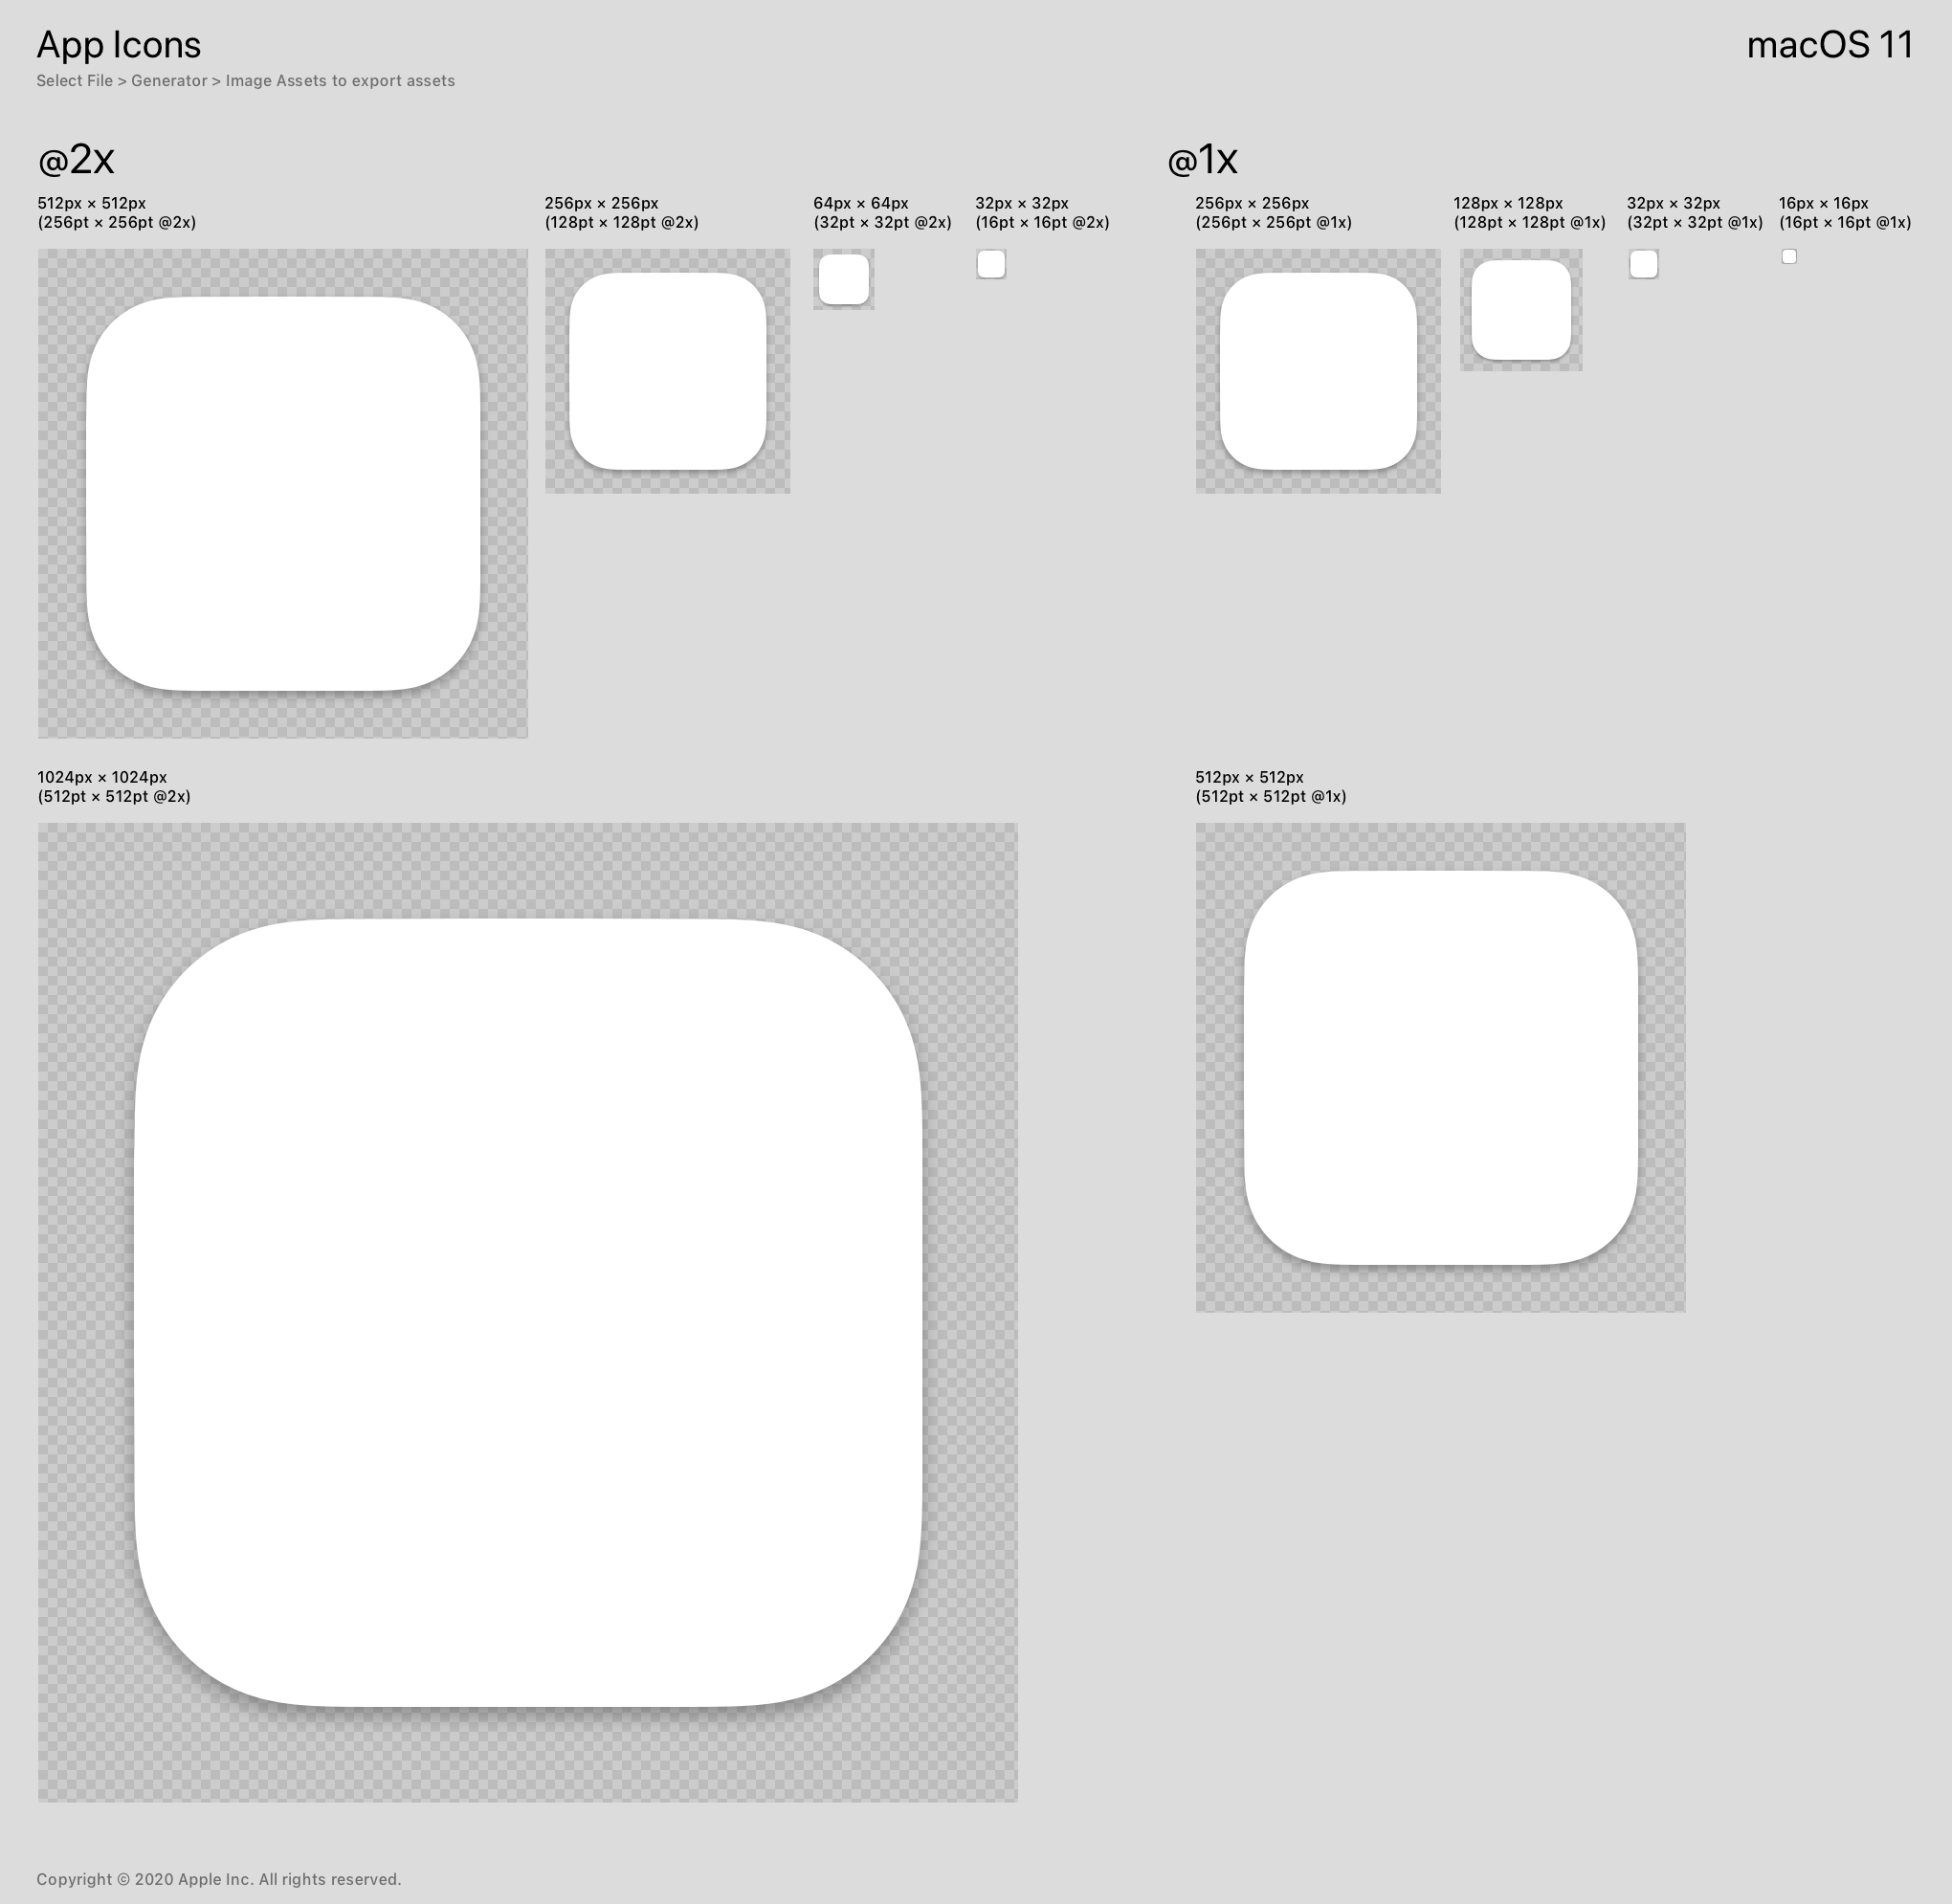 App Icons
macOS 11
Select File > Generator > Image Assets to export assets
@2x
@1x
512px × 512px
(256pt × 256pt @2x)
256px × 256px
(128pt × 128pt @2x)
64px × 64px
(32pt × 32pt @2x)
32px × 32px
(16pt × 16pt @2x)
256px × 256px
(256pt × 256pt @1x)
128px × 128px
(128pt × 128pt @1x)
32px × 32px
(32pt × 32pt @1x)
16px × 16px
(16pt × 16pt @1x)
1024px × 1024px
(512pt × 512pt @2x)
512px × 512px
(512pt × 512pt @1x)
Copyright © 2020 Apple Inc. All rights reserved.